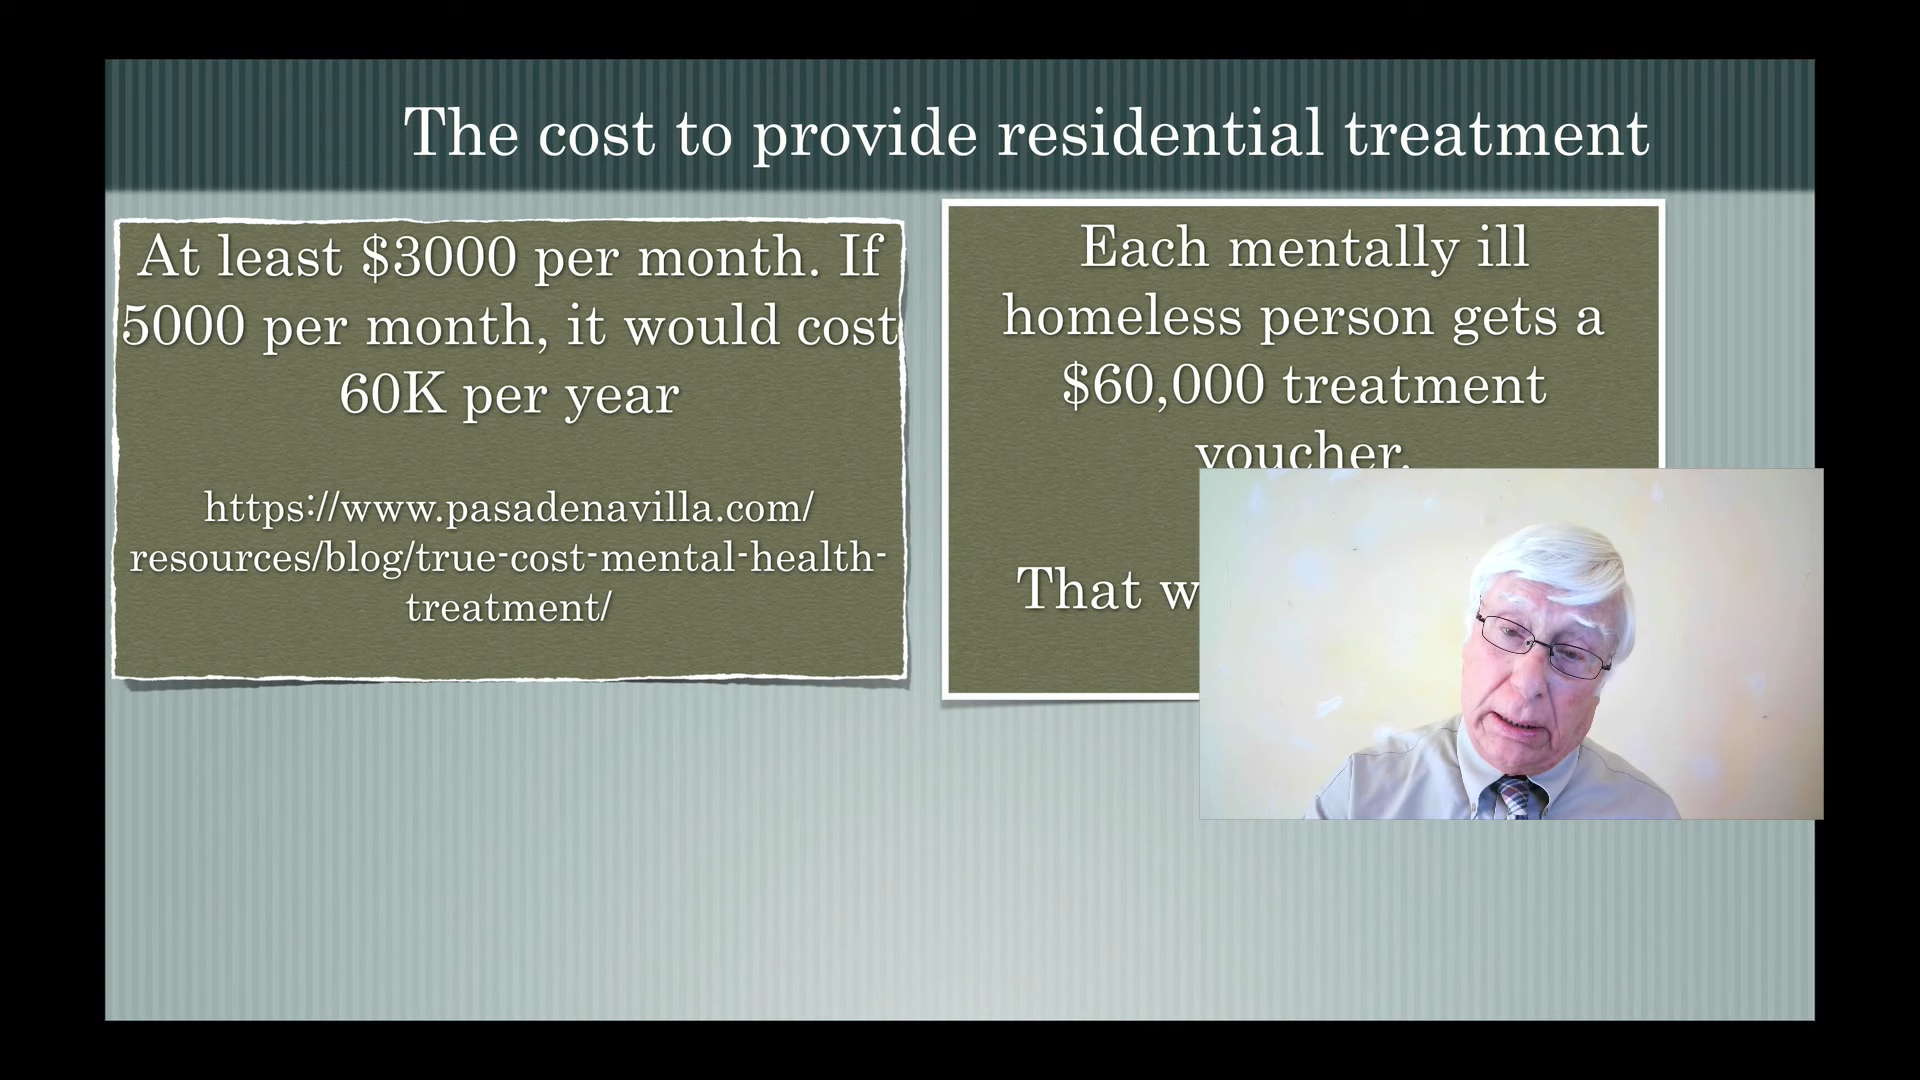 The cost to provide residential treatment
At least $3000 per month. If
5000 per month, it would cost
60K per year
https://www.pasadenavilla.com/
resources/blog/true-cost-mental-health-
treatment/
Each mentally ill
homeless person gets a
$60,000 treatment
voucher.
That